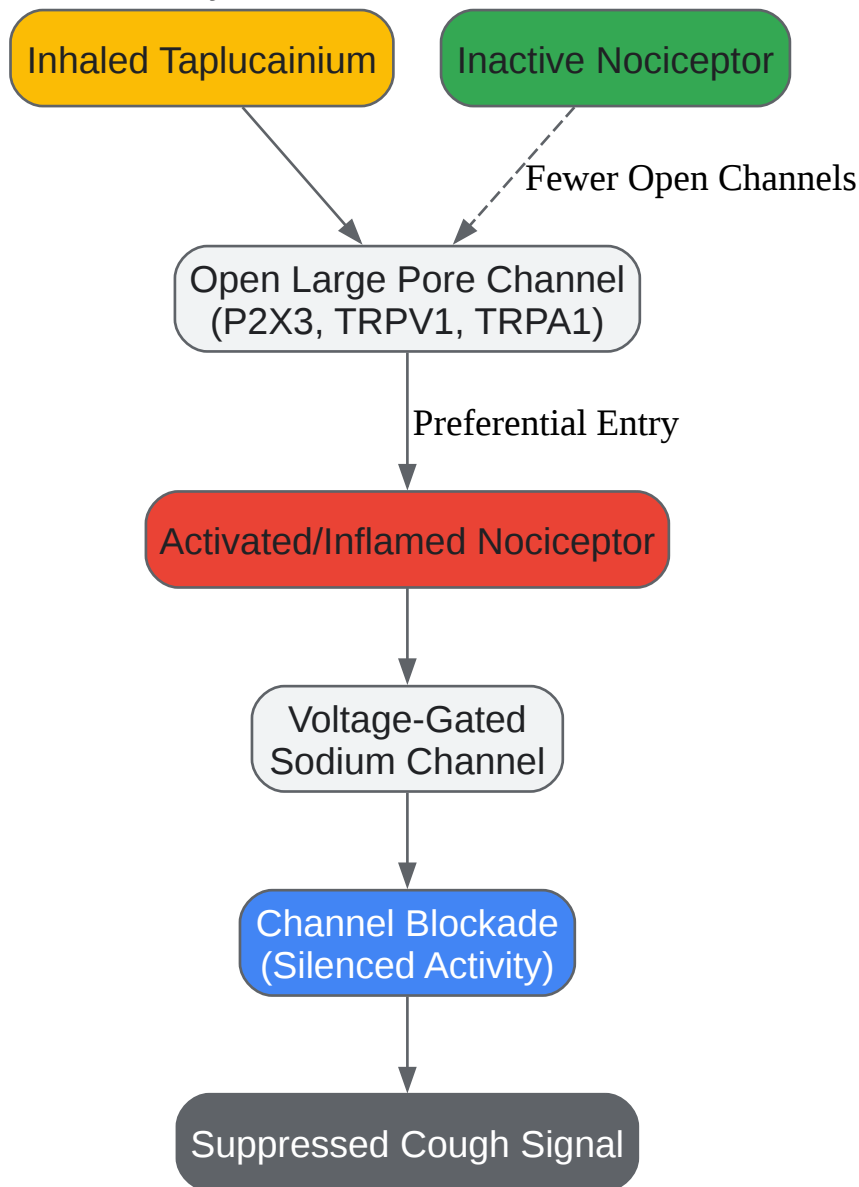 Inhaled Taplucainium
Inactive Nociceptor
Fewer Open Channels
Open Large Pore Channel
(P2X3, TRPV1, TRPA1)
Preferential Entry
Activated/Inflamed Nociceptor
Voltage-Gated
Sodium Channel
Channel Blockade
(Silenced Activity)
Suppressed Cough Signal